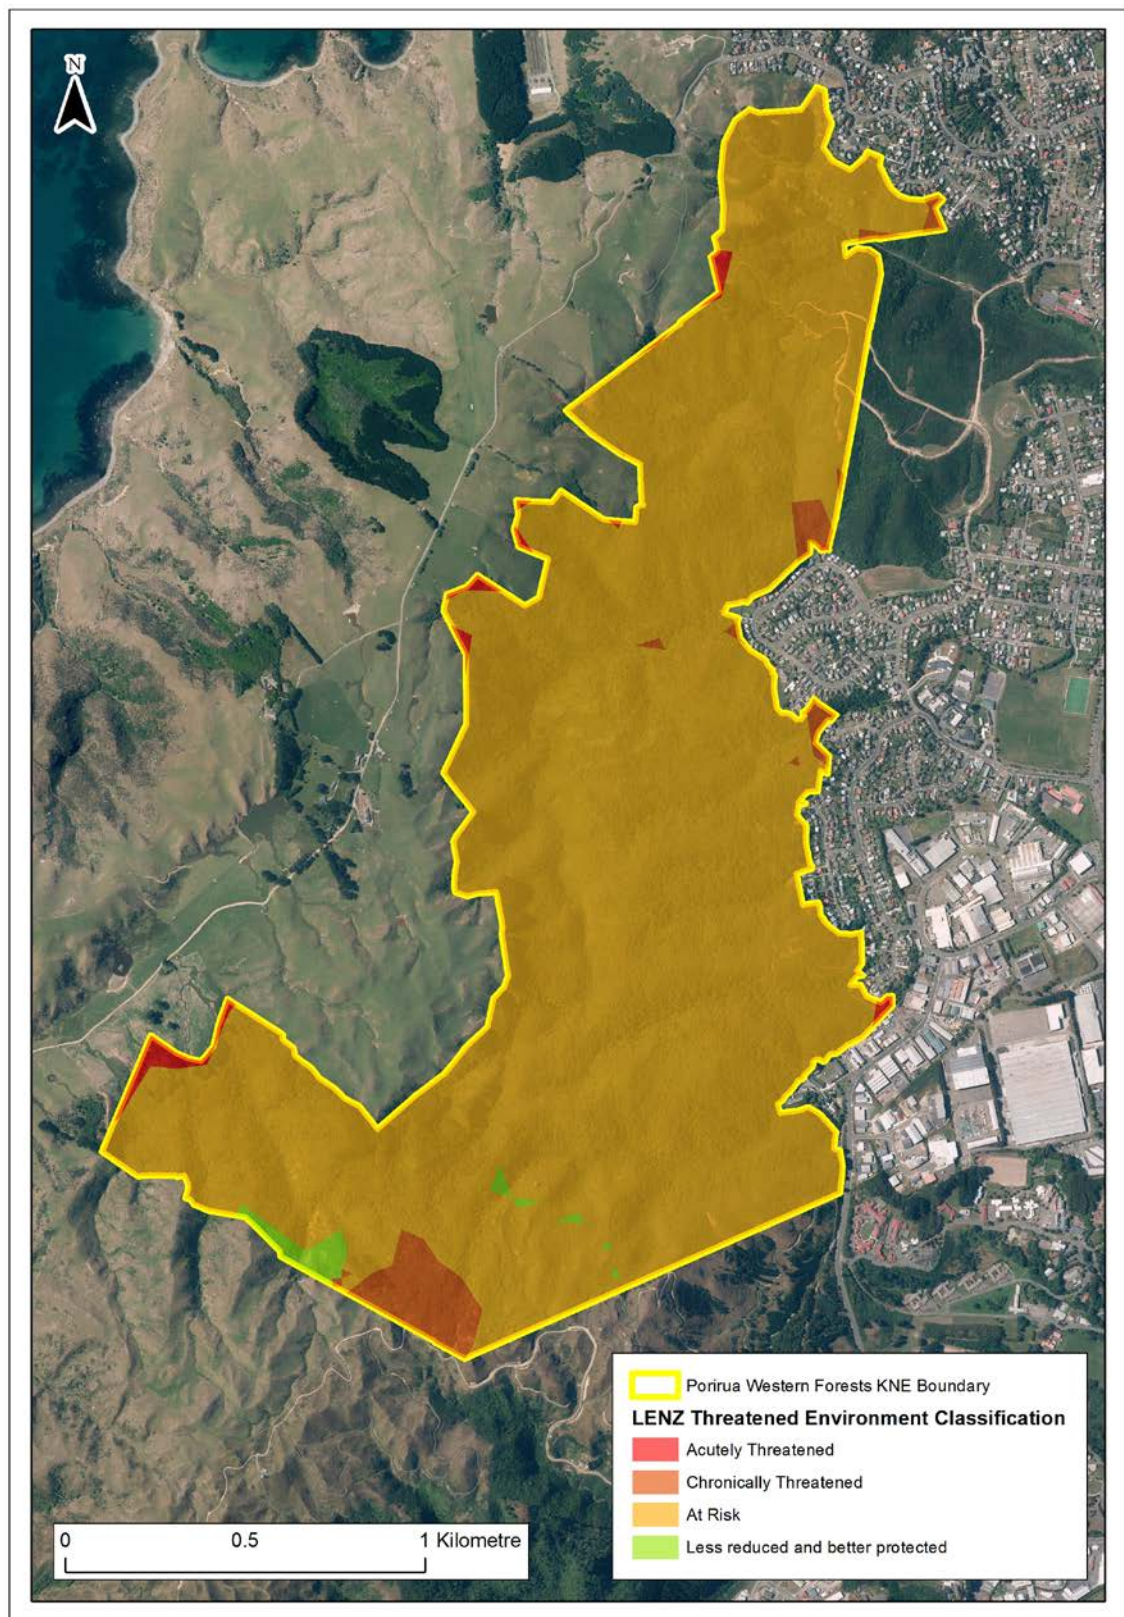 N
Porirua Western Forests KNE Boundary
LENZ Threatened Environment Classification
Acutely Threatened
Chronically Threatened
At Risk
Less reduced and better protected
0 0.5 1 Kilometre